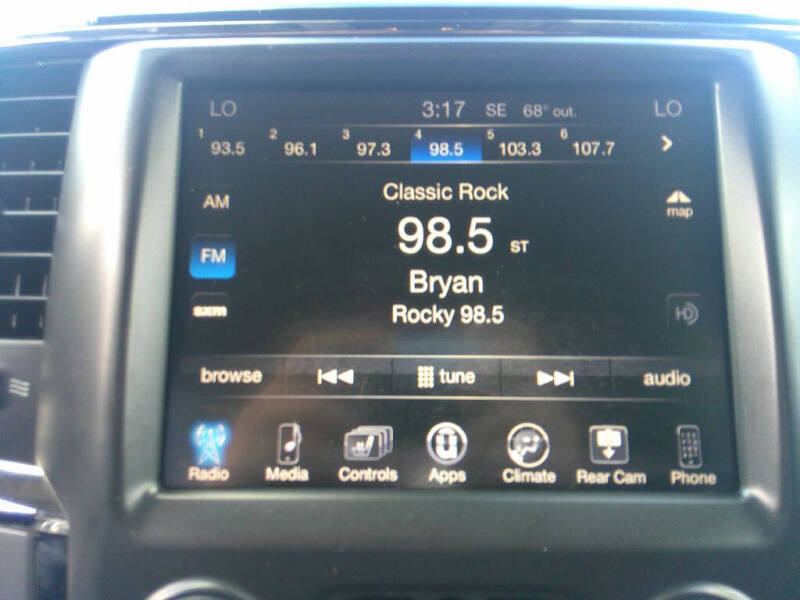 LO 3:17 SE 68° out. LO
1 93.5 2 96.1 3 97.3 4 98.5 5 103.3 6 107.7
Classic Rock
AM
98.5 ST
map
FM
Bryan
sxm
Rocky 98.5
HD
browse tune audio
Radio Media Controls Apps Climate Rear Cam Phone